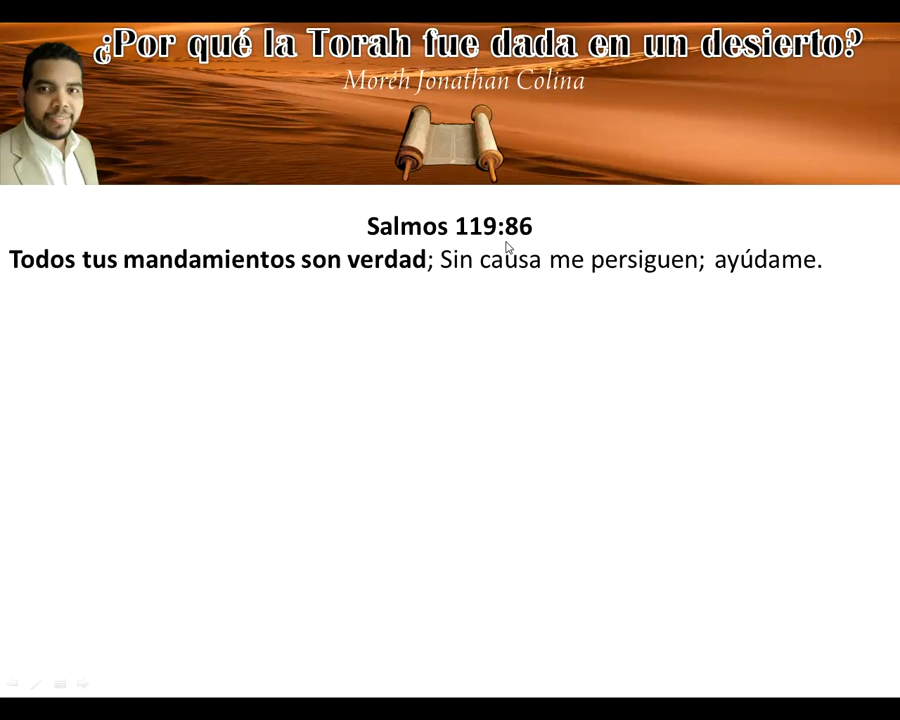 ¿Por qué la Torah fue dada en un desierto?
Moréh Jonathan Colina
Salmos 119:86
Todos tus mandamientos son verdad; Sin causa me persiguen; ayúdame.